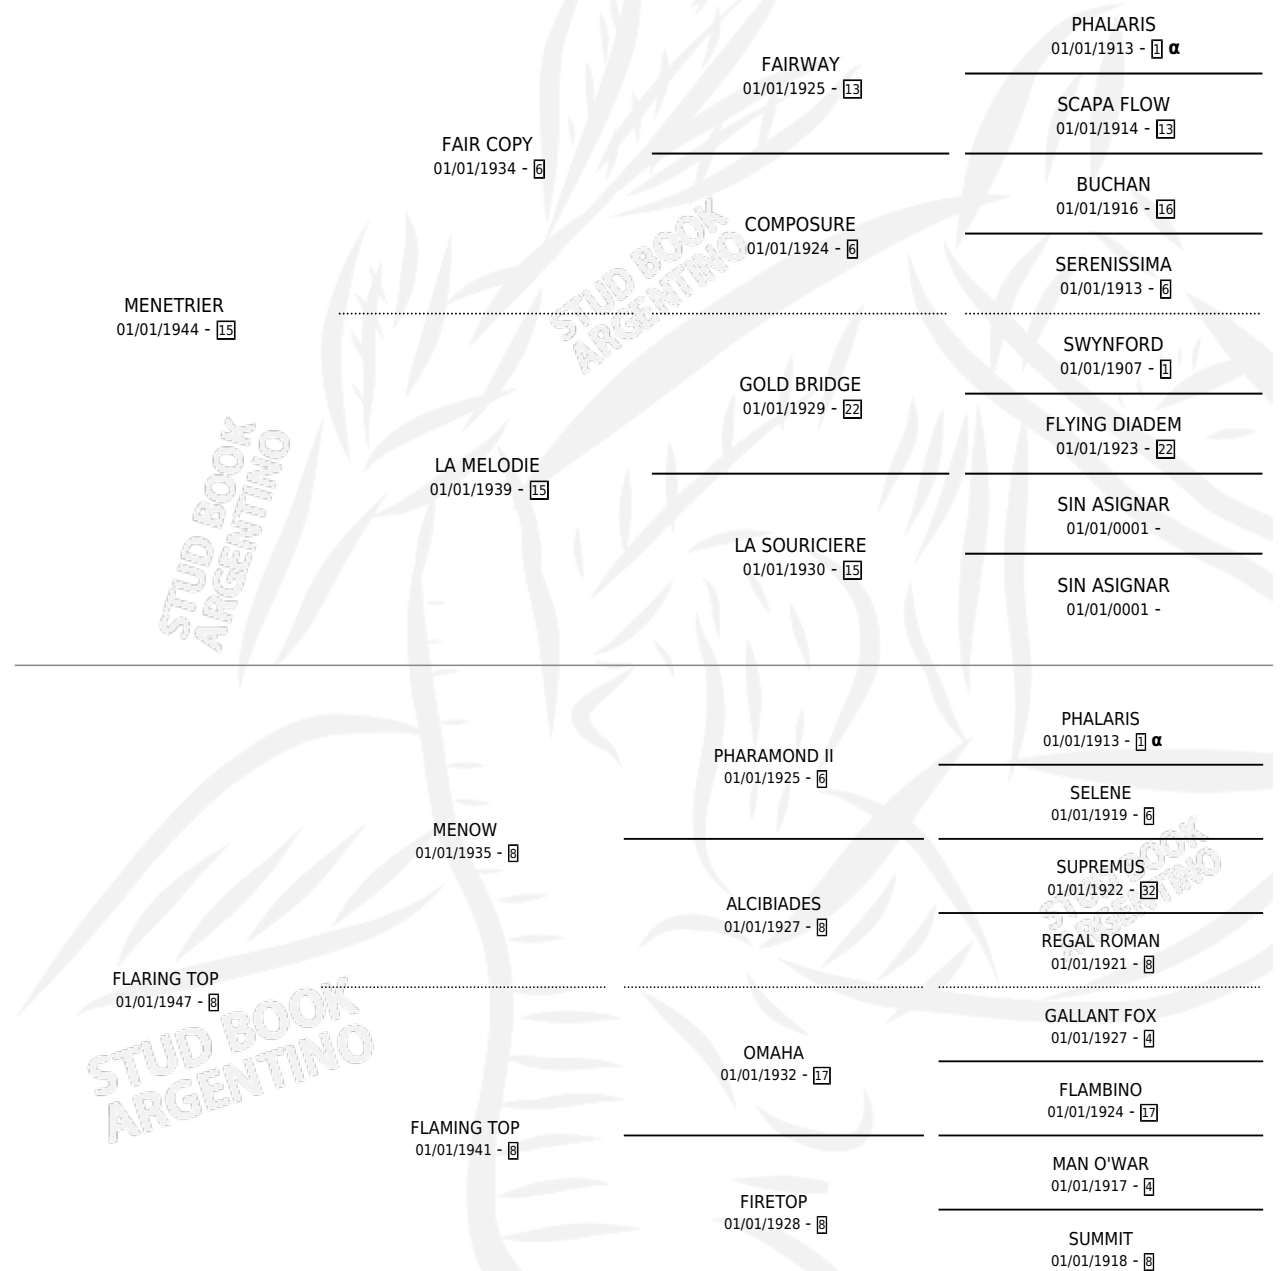 PHALARIS
01/01/1913 - 1 α
FAIRWAY
01/01/1925 - 13
SCAPA FLOW
01/01/1914 - 13
FAIR COPY
01/01/1934 - 6
BUCHAN
01/01/1916 - 16
COMPOSURE
01/01/1924 - 6
SERENISSIMA
01/01/1913 - 6
MENETRIER
01/01/1944 - 15
SWYNFORD
01/01/1907 - 1
GOLD BRIDGE
01/01/1929 - 22
FLYING DIADEM
01/01/1923 - 22
LA MELODIE
01/01/1939 - 15
SIN ASIGNAR
01/01/0001 -
LA SOURICIERE
01/01/1930 - 15
SIN ASIGNAR
01/01/0001 -
PHALARIS
01/01/1913 - 1 α
PHARAMOND II
01/01/1925 - 6
SELENE
01/01/1919 - 6
MENOW
01/01/1935 - 8
SUPREMUS
01/01/1922 - 32
ALCIBIADES
01/01/1927 - 8
REGAL ROMAN
01/01/1921 - 8
FLARING TOP
01/01/1947 - 8
GALLANT FOX
01/01/1927 - 4
OMAHA
01/01/1932 - 17
FLAMBINO
01/01/1924 - 17
FLAMING TOP
01/01/1941 - 8
MAN O'WAR
01/01/1917 - 4
FIRETOP
01/01/1928 - 8
SUMMIT
01/01/1918 - 8
STUD BOOK
ARGENTINO
STUD BOOK
ARGENTINO
STUD BOOK
ARGENTINO
STUD BOOK
ARGENTINO